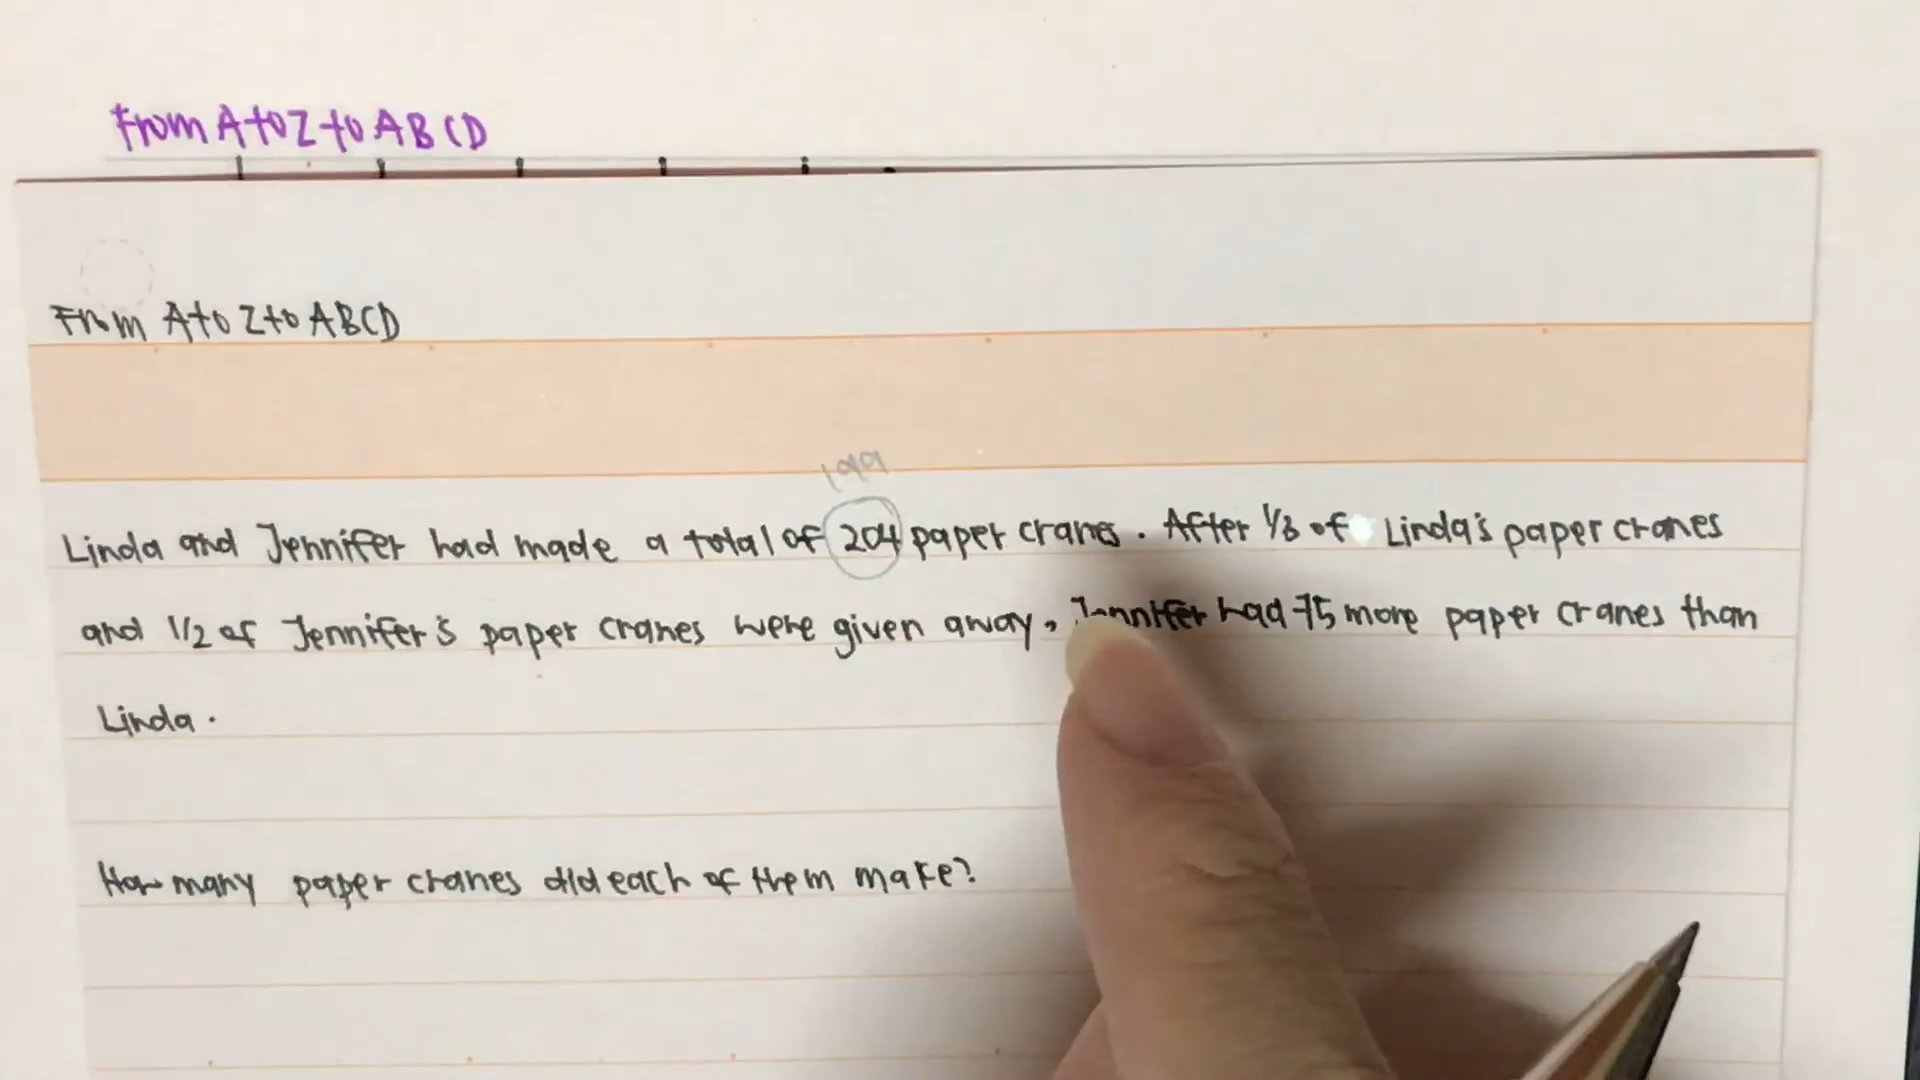 From A to Z to ABCD
From A to Z to ABCD
199
Linda and Jennifer had made a total of 204 paper cranes. After 1/3 of Linda's paper cranes
and 1/2 of Jennifer's paper cranes were given away, Jennifer had 75 more paper cranes than
Linda.
How many paper cranes did each of them make?